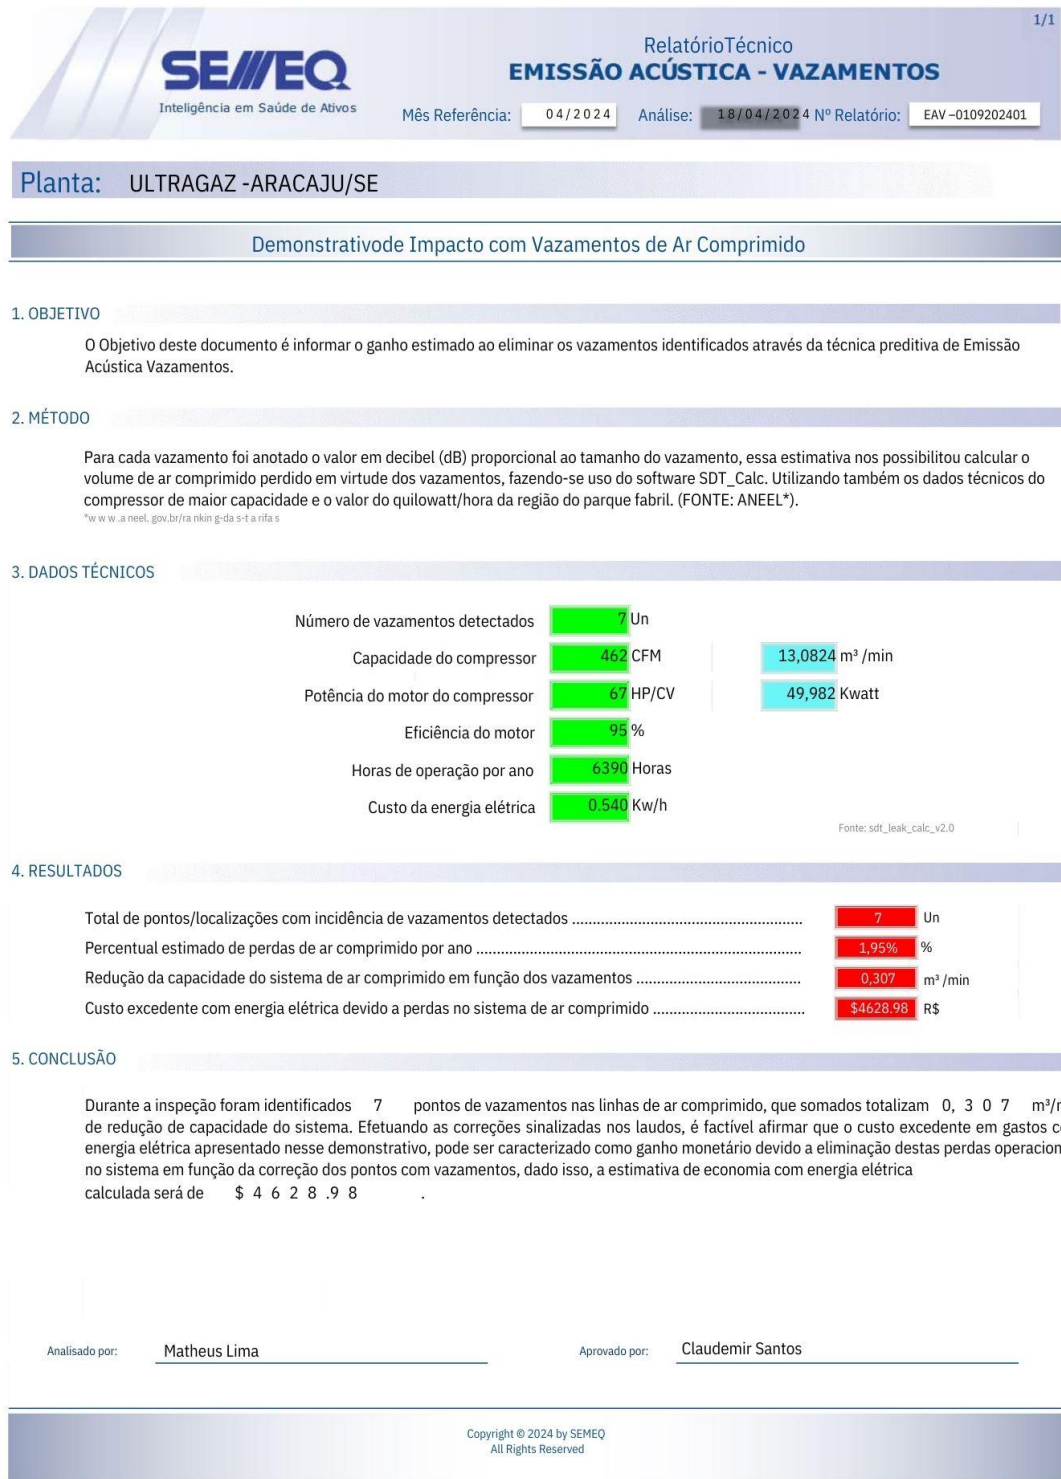 1/1
SEMEQ
Inteligência em Saúde de Ativos
RelatórioTécnico
EMISSÃO ACÚSTICA - VAZAMENTOS
Mês Referência: 04/2024 Análise: 18/04/2024 Nº Relatório: EAV –0109202401
Planta: ULTRAGAZ -ARACAJU/SE
Demonstrativode Impacto com Vazamentos de Ar Comprimido
1. OBJETIVO
O Objetivo deste documento é informar o ganho estimado ao eliminar os vazamentos identificados através da técnica preditiva de Emissão
Acústica Vazamentos.
2. MÉTODO
Para cada vazamento foi anotado o valor em decibel (dB) proporcional ao tamanho do vazamento, essa estimativa nos possibilitou calcular o
volume de ar comprimido perdido em virtude dos vazamentos, fazendo-se uso do software SDT_Calc. Utilizando também os dados técnicos do
compressor de maior capacidade e o valor do quilowatt/hora da região do parque fabril. (FONTE: ANEEL*).
*w w w .a neel. gov.br/ra nkin g-da s-t a rifa s
3. DADOS TÉCNICOS
Número de vazamentos detectados 7 Un
Capacidade do compressor 462 CFM 13,0824 m³ /min
Potência do motor do compressor 67 HP/CV 49,982 Kwatt
Eficiência do motor 95 %
Horas de operação por ano 6390 Horas
Custo da energia elétrica 0.540 Kw/h
Fonte: sdt_leak_calc_v2.0
4. RESULTADOS
Total de pontos/localizações com incidência de vazamentos detectados ........................................................ 7 Un
Percentual estimado de perdas de ar comprimido por ano ................................................................................ 1,95% %
Redução da capacidade do sistema de ar comprimido em função dos vazamentos ........................................ 0,307 m³ /min
Custo excedente com energia elétrica devido a perdas no sistema de ar comprimido ..................................... $4628.98 R$
5. CONCLUSÃO
Durante a inspeção foram identificados 7 pontos de vazamento nas linhas de ar comprimido, que somados totalizam 0, 3 0 7 m³/
de redução de capacidade do sistema. Efetuando as correções sinalizadas nos laudos, é factível afirmar que o custo excedente em gastos c
energia elétrica apresentado nesse demonstrativo, pode ser caracterizado como ganho monetário devido a eliminação destas perdas operacion
no sistema em função da correção dos pontos com vazamentos, dado isso, a estimativa de economia com energia elétrica
calculada será de $ 4 6 2 8 .9 8 .
Analisado por: Matheus Lima Aprovado por: Claudemir Santos
Copyright © 2024 by SEMEQ
All Rights Reserved